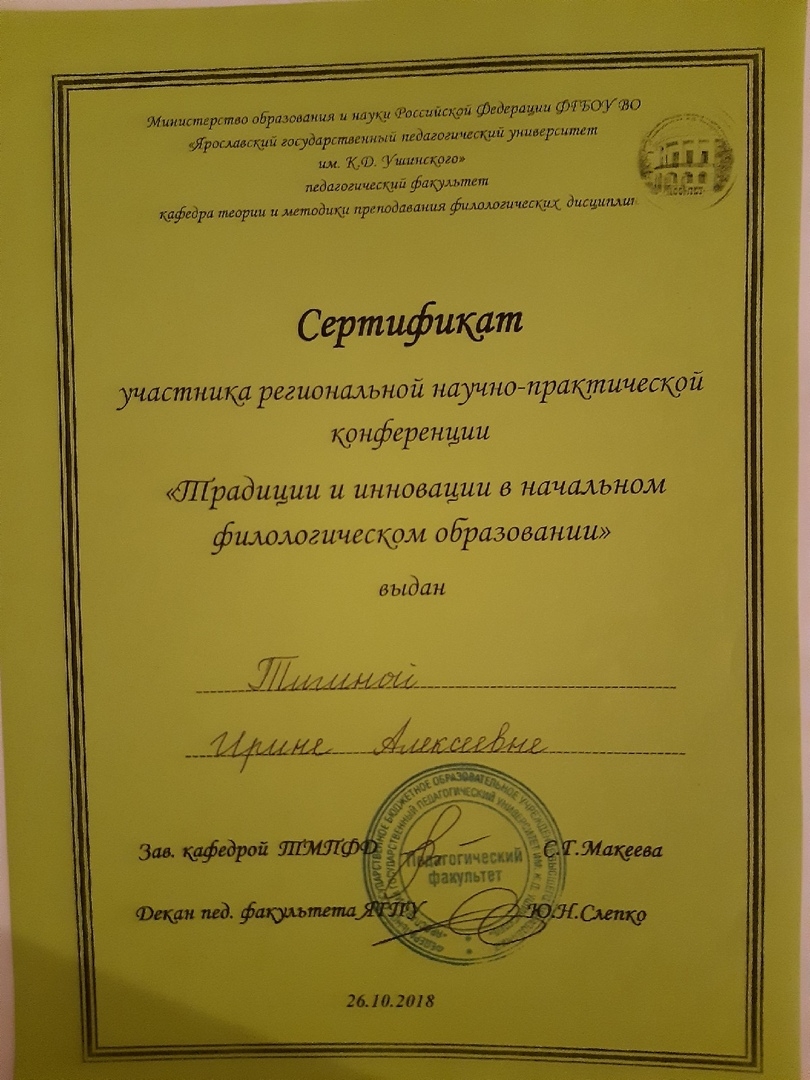 Министерство образования и науки Российской Федерации ФГБОУ ВО
«Ярославский государственный педагогический университет
им. К.Д. Ушинского»
педагогический факультет
кафедра теории и методики преподавания филологических дисциплин
Сертификат
участника региональной научно-практической
конференции
«Традиции и инновации в начальном
филологическом образовании»
выдан
Ирине Алексеевне
Зав. кафедрой ТМПФД С.Г.Макеева
Педагогический
факультет
Декан пед. факультета ЯГПУ Ю.Н.Слепко
26.10.2018